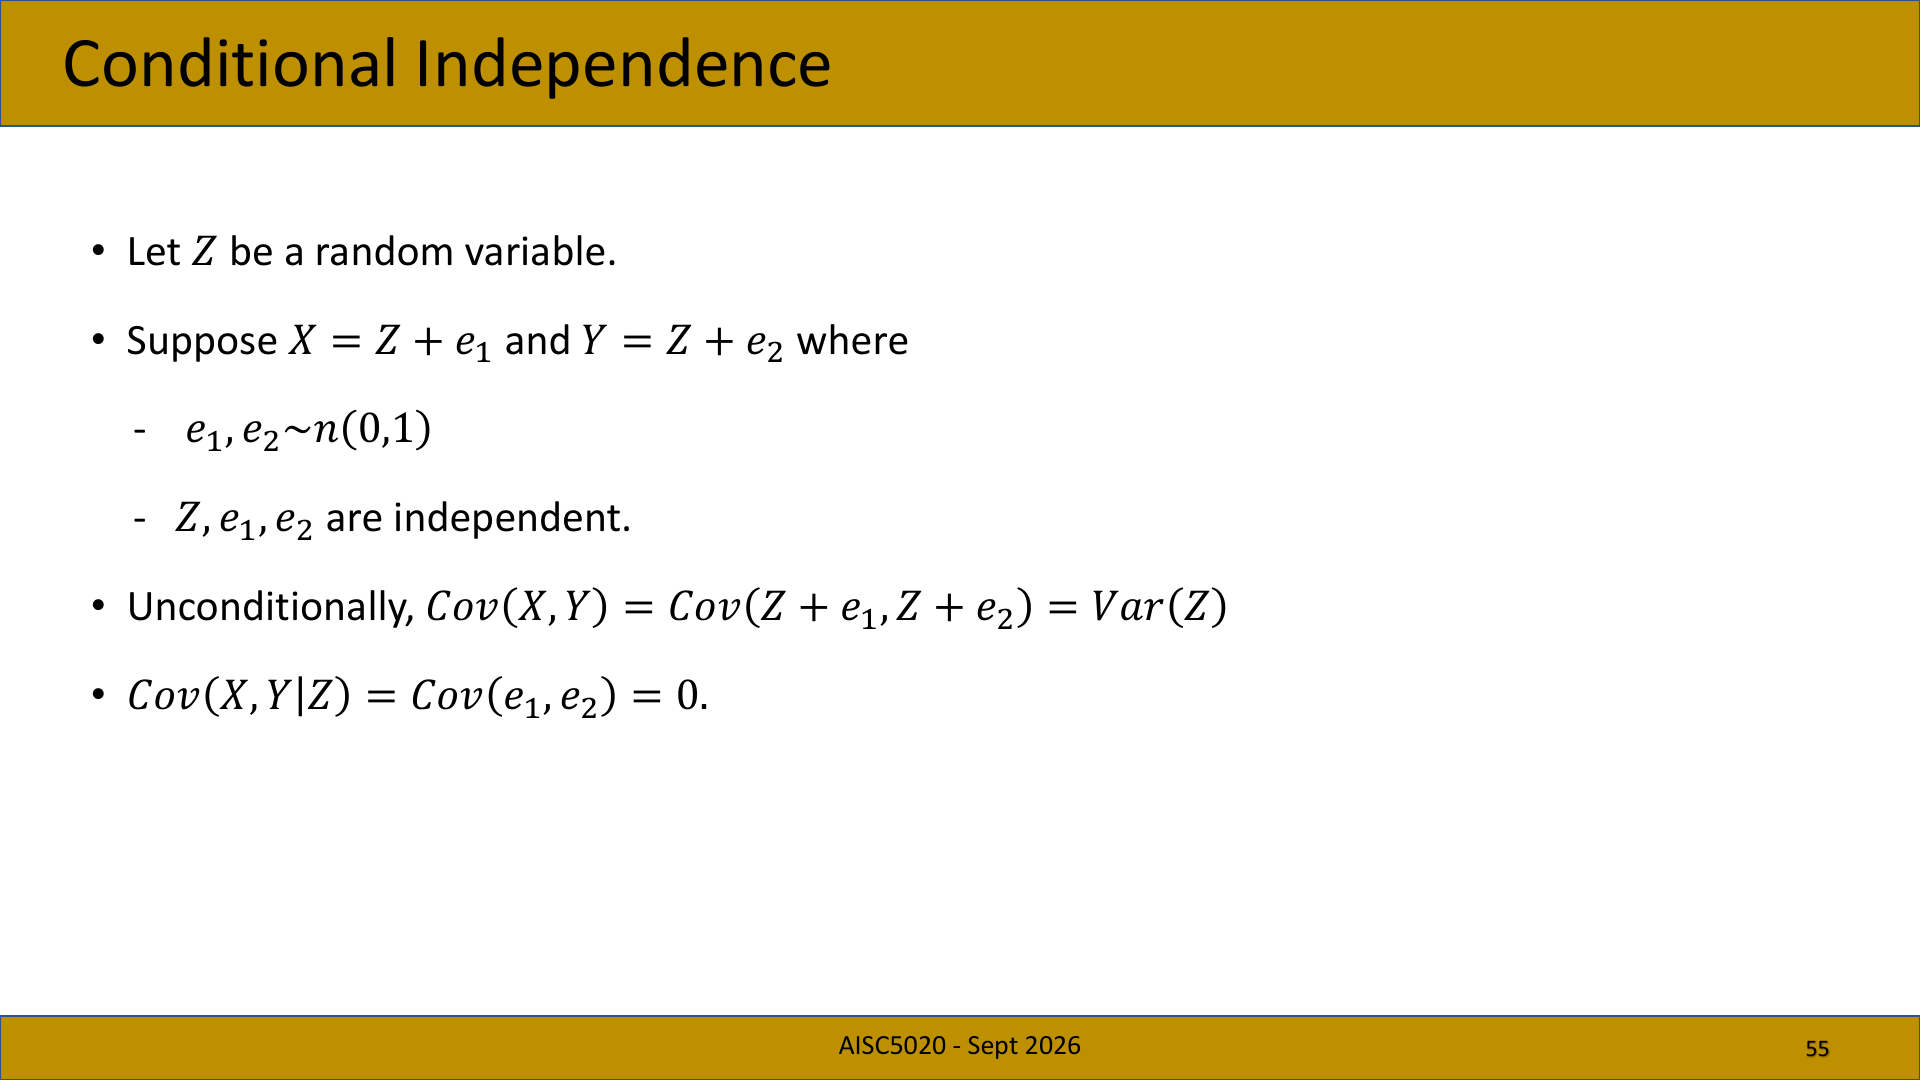 Conditional Independence
• Let 𝑍 be a random variable.
• Suppose 𝑋 = 𝑍 + 𝑒₁ and 𝑌 = 𝑍 + 𝑒₂ where
- 𝑒₁, 𝑒₂~𝑛(0,1)
- 𝑍, 𝑒₁, 𝑒₂ are independent.
• Unconditionally, 𝐶𝑜𝑣(𝑋, 𝑌) = 𝐶𝑜𝑣(𝑍 + 𝑒₁, 𝑍 + 𝑒₂) = 𝑉𝑎𝑟(𝑍)
• 𝐶𝑜𝑣(𝑋, 𝑌|𝑍) = 𝐶𝑜𝑣(𝑒₁, 𝑒₂) = 0.
AISC5020 - Sept 2026
55